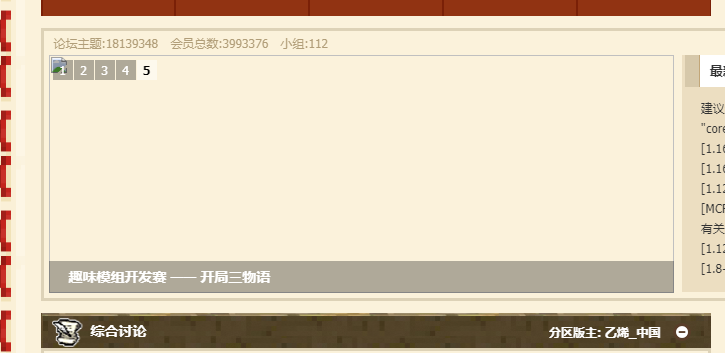 论坛主题:18139348 会员总数:3993376 小组:112
1 2 3 4 5
最新
建议
"core
[1.16
[1.16
[1.12
[MCP
有关
[1.12
[1.8-
趣味模组开发赛 —— 开局三物语
综合讨论
分区版主: 乙烯_中国